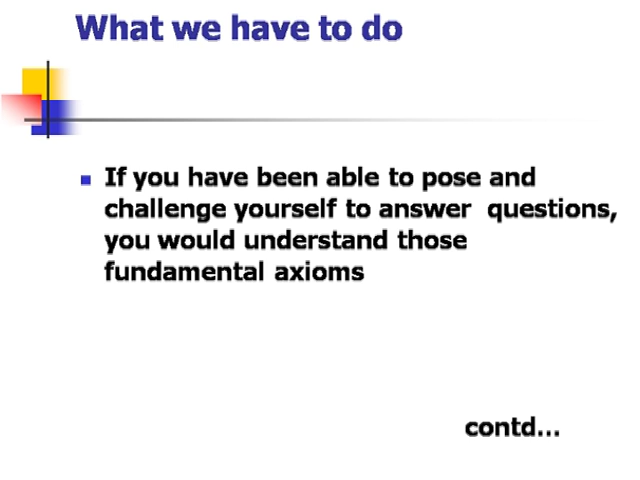 What we have to do
If you have been able to pose and
challenge yourself to answer questions,
you would understand those
fundamental axioms
contd...